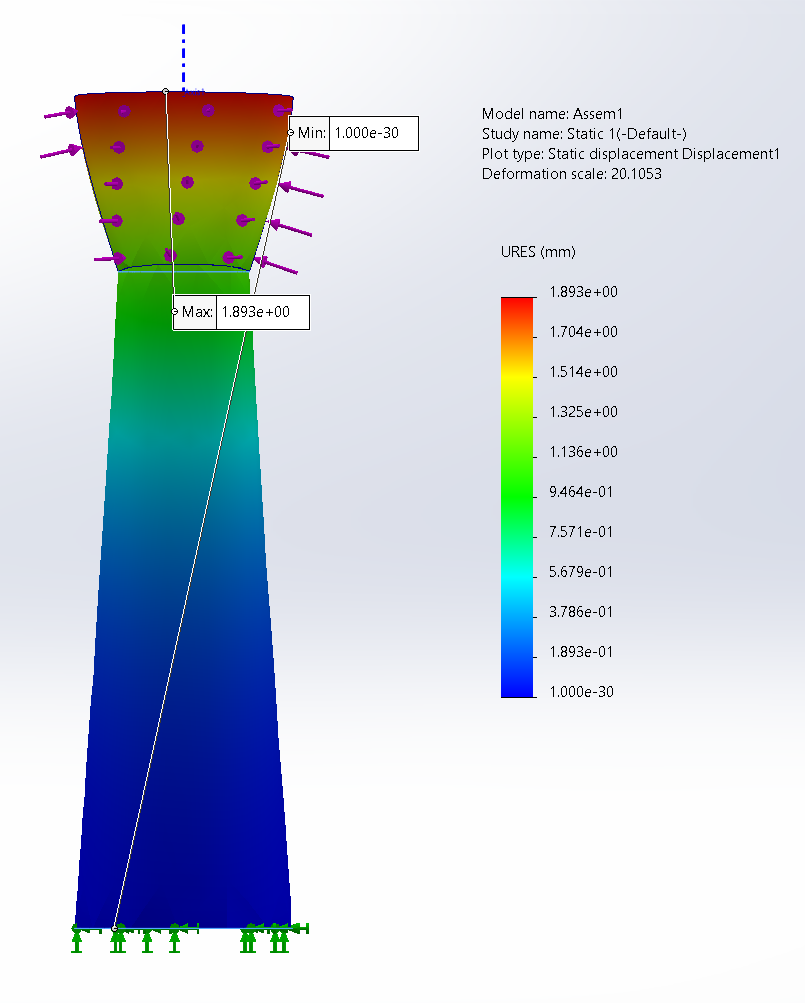 Min: 1.000e-30
Max: 1.893e+00
Model name: Assem1
Study name: Static 1(-Default-)
Plot type: Static displacement Displacement1
Deformation scale: 20.1053
URES (mm)
1.893e+00
1.704e+00
1.514e+00
1.325e+00
1.136e+00
9.464e-01
7.571e-01
5.679e-01
3.786e-01
1.893e-01
1.000e-30